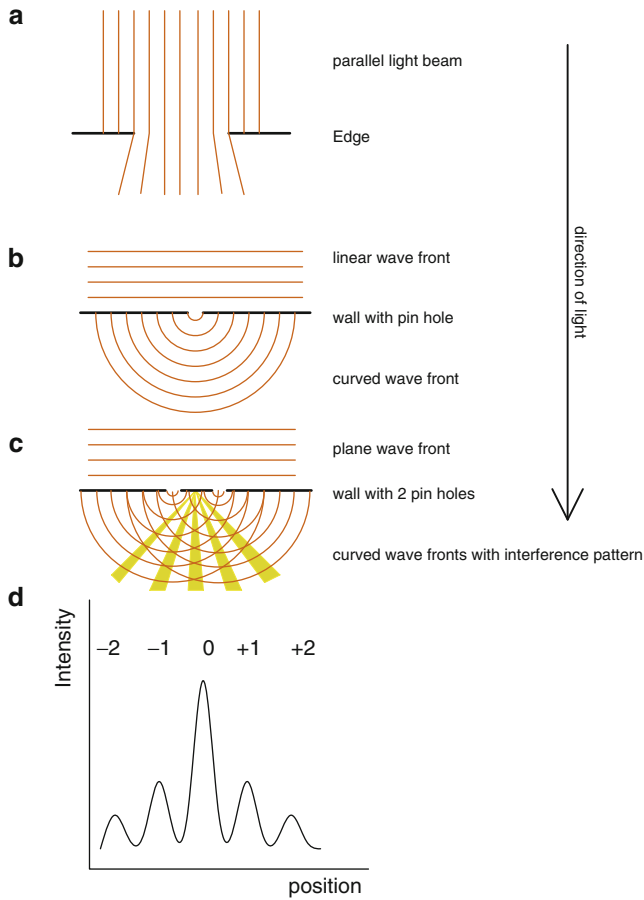 a
parallel light beam
Edge
direction of light
b
linear wave front
wall with pin hole
curved wave front
c
plane wave front
wall with 2 pin holes
curved wave fronts with interference pattern
d
Intensity
−2 −1 0 +1 +2
position